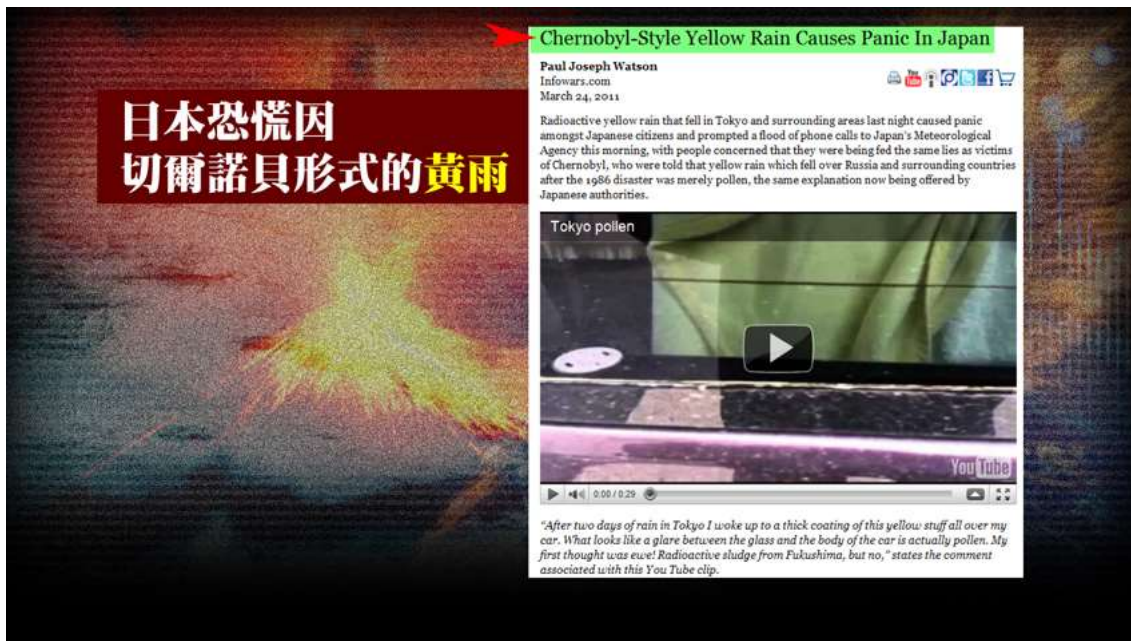 日本恐慌因
切爾諾貝形式的黃雨
Chernobyl-Style Yellow Rain Causes Panic In Japan
Paul Joseph Watson
Infowars.com
March 24, 2011
Radioactive yellow rain that fell in Tokyo and surrounding areas last night caused panic
amongst Japanese citizens and prompted a flood of phone calls to Japan's Meteorological
Agency this morning, with people concerned that they were being fed the same lies as victims
of Chernobyl, who were told that yellow rain which fell over Russia and surrounding countries
after the 1986 disaster was merely pollen, the same explanation now being offered by
Japanese authorities.
Tokyo pollen
YouTube
0:00 / 0:29
"After two days of rain in Tokyo I woke up to a thick coating of this yellow stuff all over my
car. What looks like a glare between the glass and the body of the car is actually pollen. My
first thought was ewe! Radioactive sludge from Fukushima, but no," states the comment
associated with this You Tube clip.